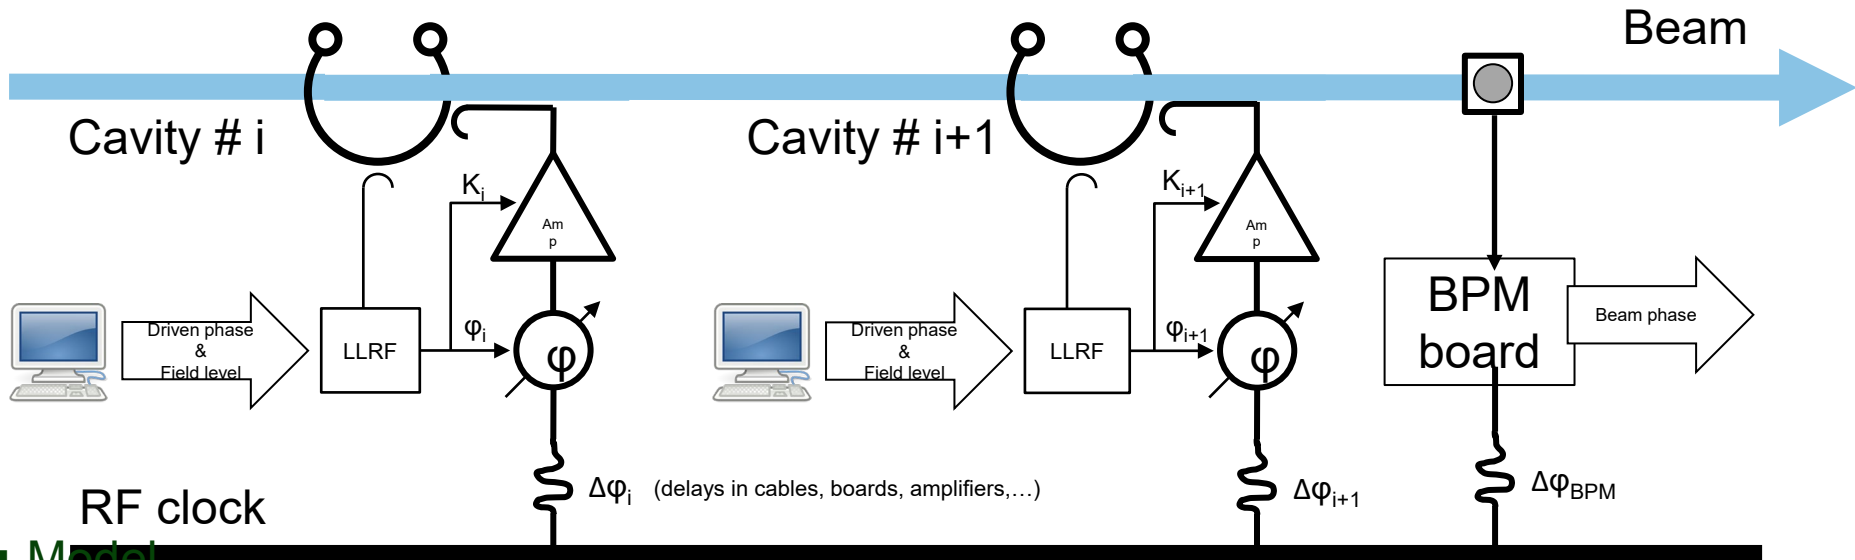 Beam
Cavity # i
Cavity # i+1
Ki
Am
p
Ki+1
Am
p
Driven phase
&
Field level
LLRF
φi
φ
Driven phase
&
Field level
LLRF
φi+1
φ
BPM
board
Beam phase
Δφi (delays in cables, boards, amplifiers,…)
Δφi+1
ΔφBPM
RF clock
Model